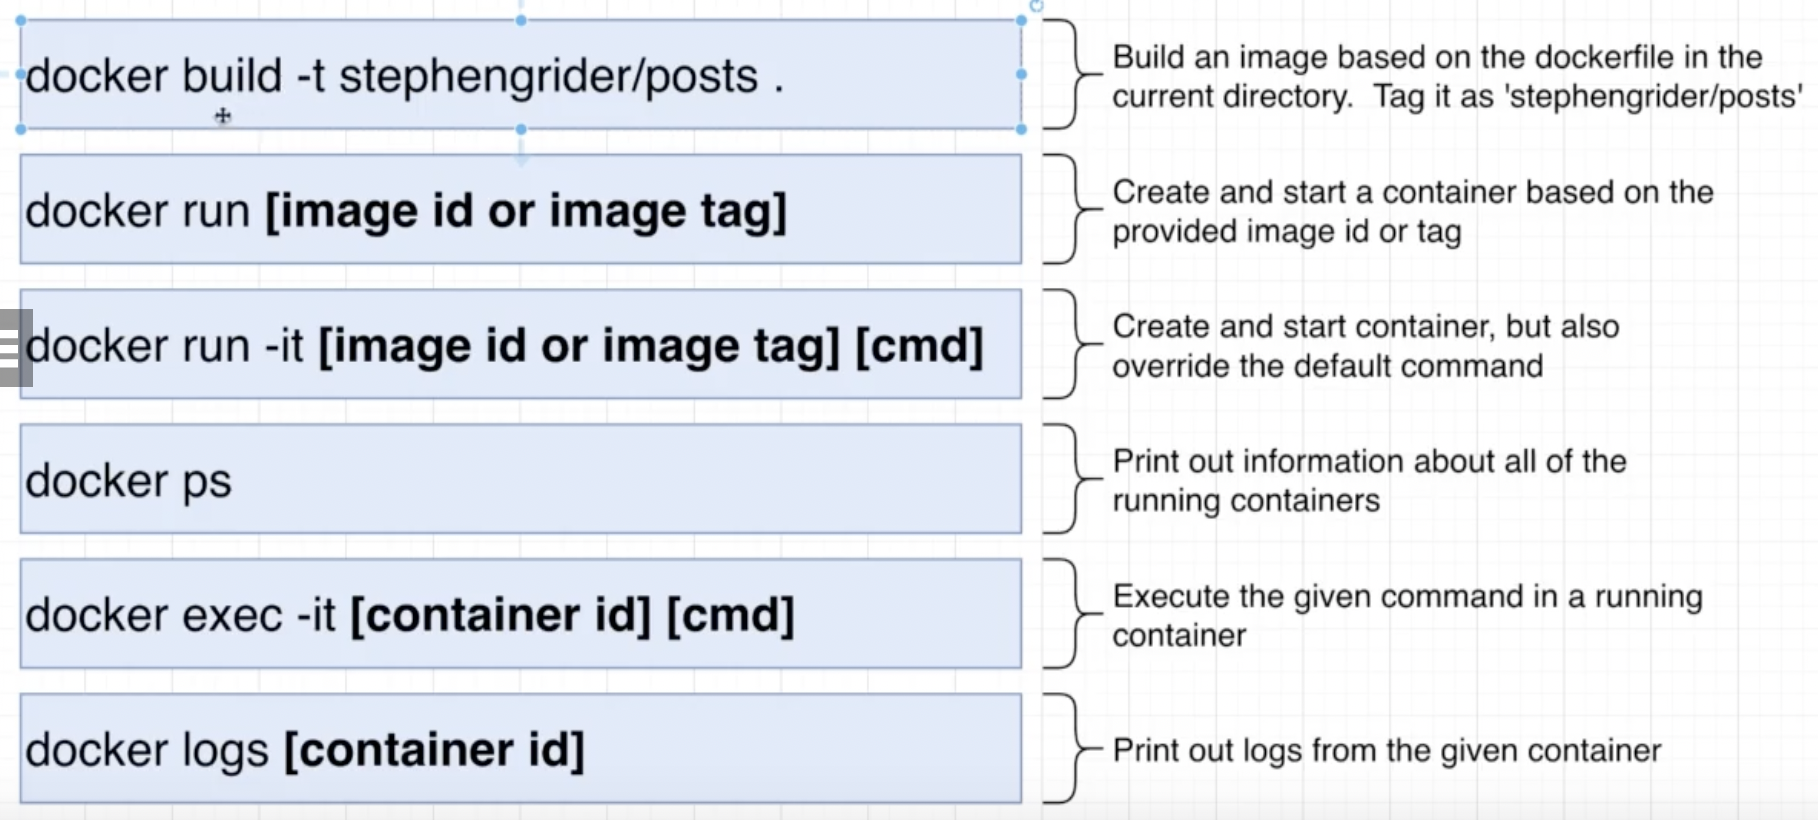 docker build -t stephengrider/posts .
Build an image based on the dockerfile in the
current directory.  Tag it as 'stephengrider/posts'
docker run [image id or image tag]
Create and start a container based on the
provided image id or tag
docker run -it [image id or image tag] [cmd]
Create and start container, but also
override the default command
docker ps
Print out information about all of the
running containers
docker exec -it [container id] [cmd]
Execute the given command in a running
container
docker logs [container id]
Print out logs from the given container